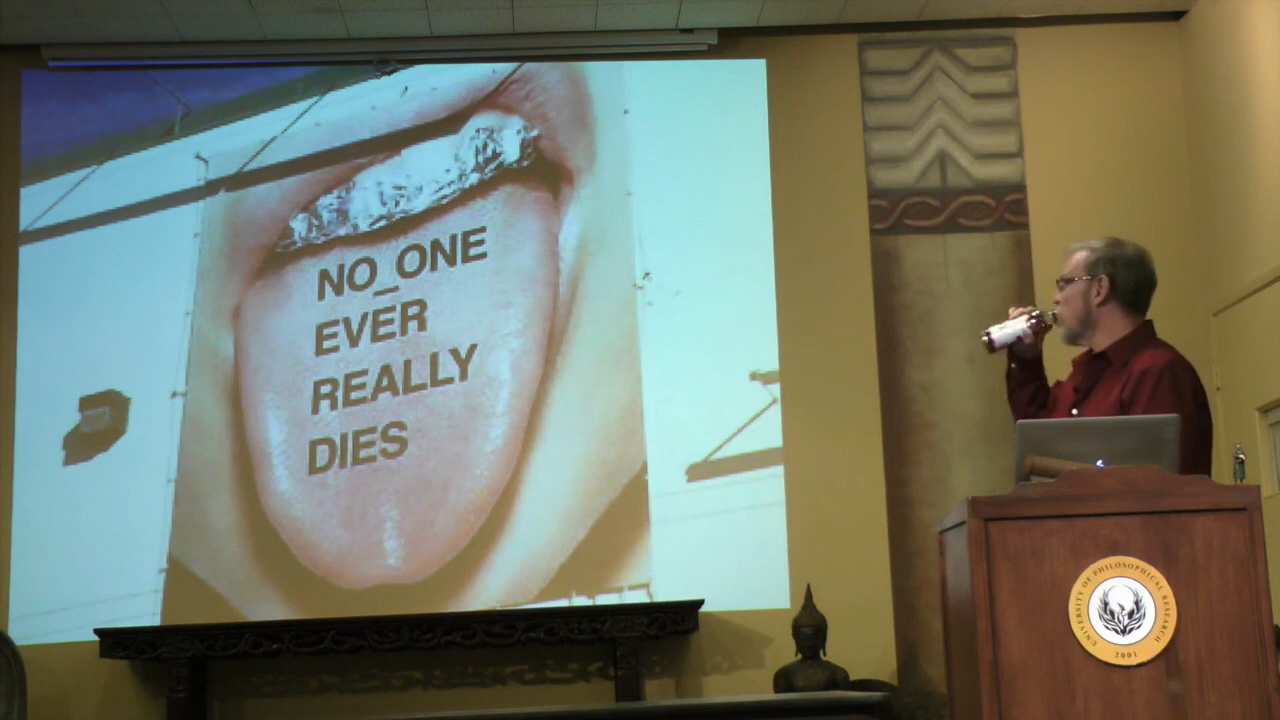 NO_ONE
EVER
REALLY
DIES
UNIVERSITY OF PHILOSOPHICAL RESEARCH
2001